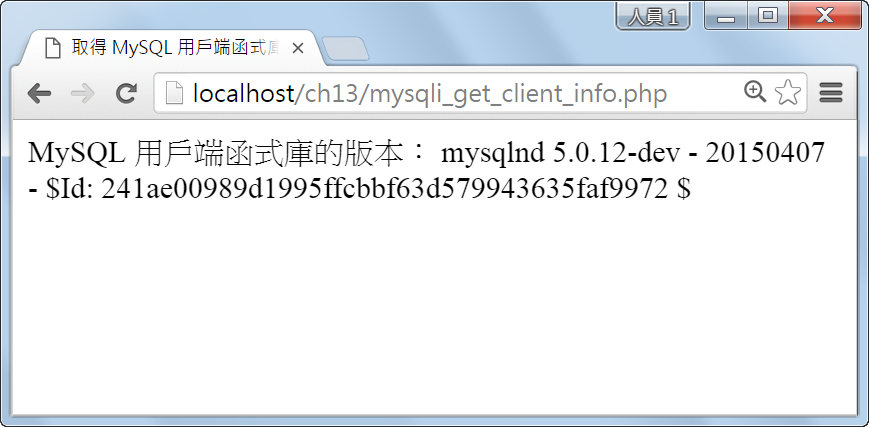 人員 1
取得 MySQL 用戶端函式庫
localhost/ch13/mysqli_get_client_info.php
MySQL 用戶端函式庫的版本： mysqlnd 5.0.12-dev - 20150407
- $Id: 241ae00989d1995ffcbbf63d579943635faf9972 $